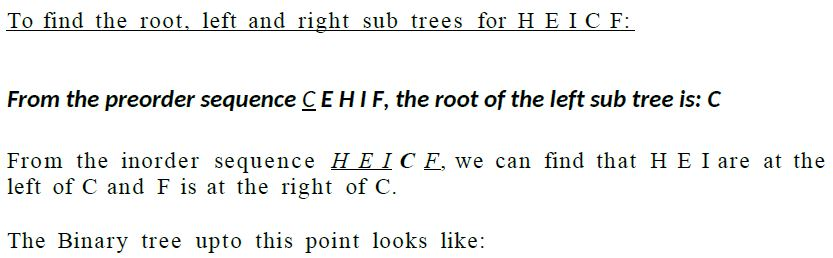 To find the root, left and right sub trees for H E I C F:
From the preorder sequence C E H I F, the root of the left sub tree is: C
From the inorder sequence H E I C F, we can find that H E I are at the
left of C and F is at the right of C.
The Binary tree upto this point looks like: